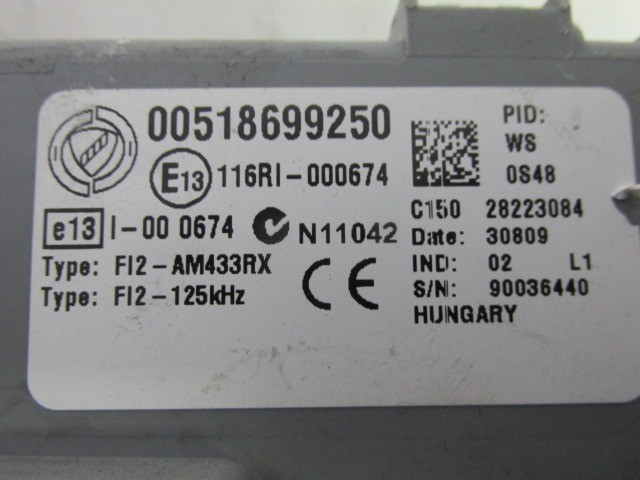 00518699250
PID:
WS
0S48
E13 116RI-000674
e13 I-00 0674 N11042
C150 28223084
Date: 30809
Type: FI2-AM433RX
IND: 02 L1
Type: FI2-125kHz
CE
S/N: 90036440
HUNGARY